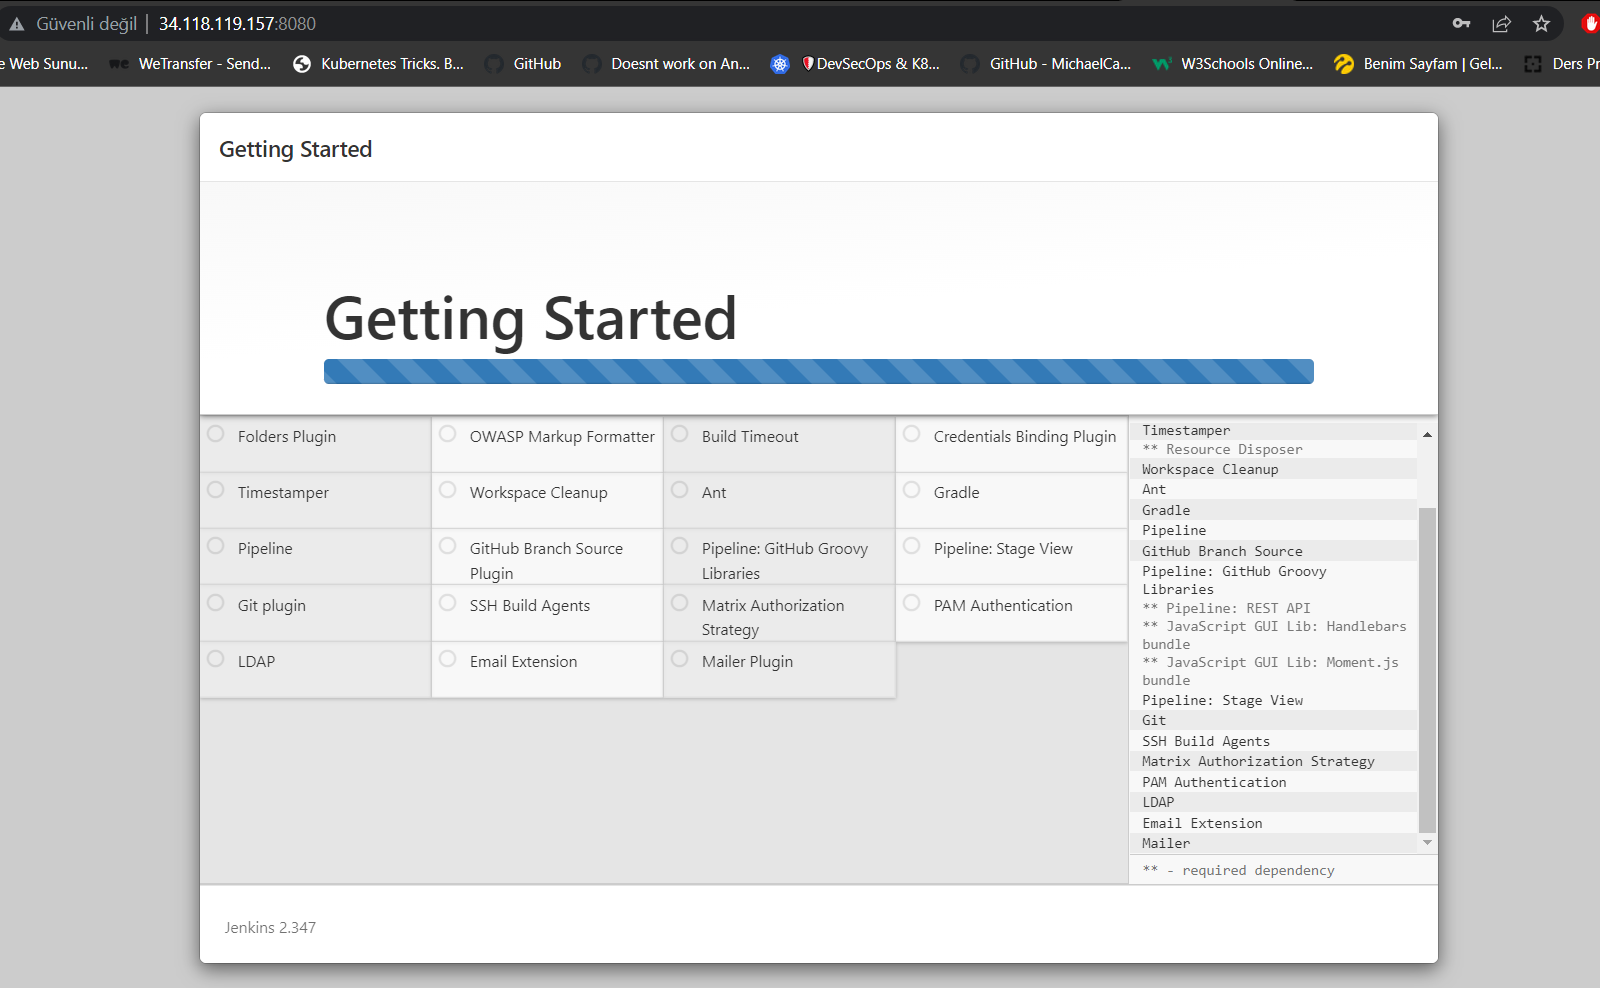 Güvenli değil | 34.118.119.157:8080
e Web Sunu...
we WeTransfer - Send...
Kubernetes Tricks. B...
GitHub
Doesnt work on An...
DevSecOps & K8...
GitHub - MichaelCa...
W3Schools Online...
Benim Sayfam | Gel...
Ders Pr
Getting Started
Getting Started
Folders Plugin
OWASP Markup Formatter
Build Timeout
Credentials Binding Plugin
Timestamper
Workspace Cleanup
Ant
Gradle
Pipeline
GitHub Branch Source
Plugin
Pipeline: GitHub Groovy
Libraries
Pipeline: Stage View
Git plugin
SSH Build Agents
Matrix Authorization
Strategy
PAM Authentication
LDAP
Email Extension
Mailer Plugin
Timestamper
** Resource Disposer
Workspace Cleanup
Ant
Gradle
Pipeline
GitHub Branch Source
Pipeline: GitHub Groovy
Libraries
** Pipeline: REST API
** JavaScript GUI Lib: Handlebars
bundle
** JavaScript GUI Lib: Moment.js
bundle
Pipeline: Stage View
Git
SSH Build Agents
Matrix Authorization Strategy
PAM Authentication
LDAP
Email Extension
Mailer
** - required dependency
Jenkins 2.347